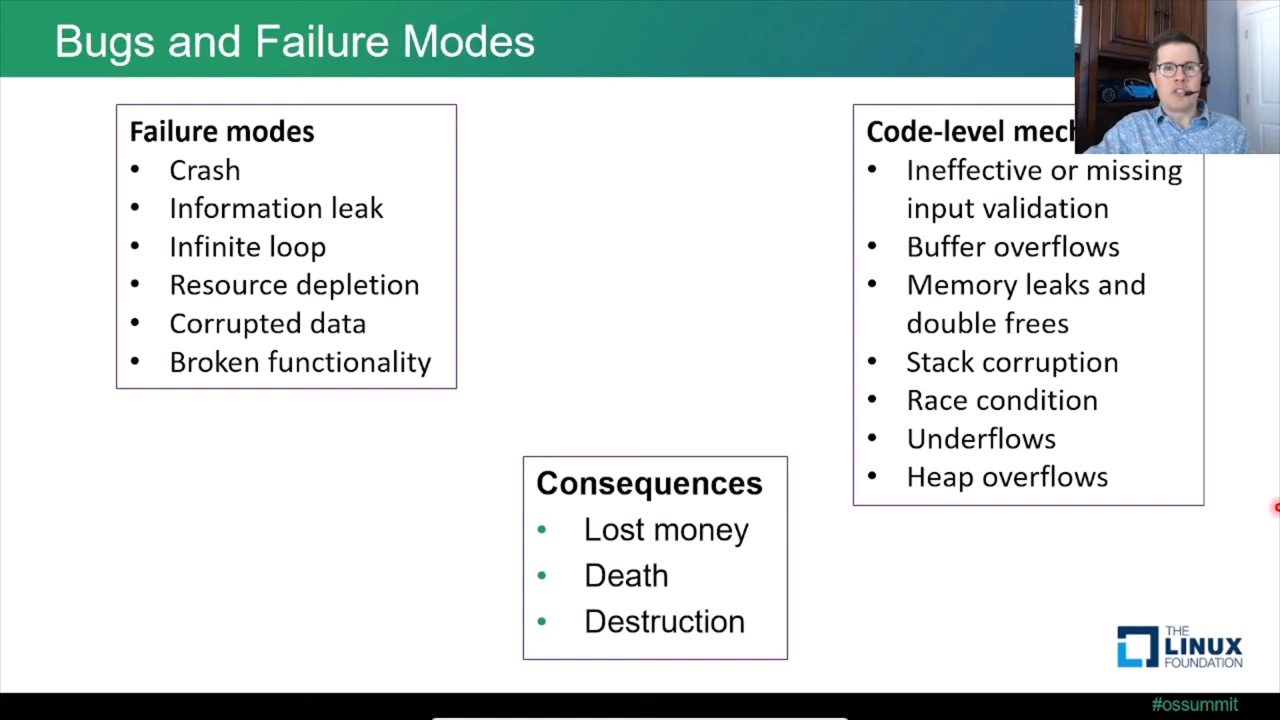 Bugs and Failure Modes
Failure modes
• Crash
• Information leak
• Infinite loop
• Resource depletion
• Corrupted data
• Broken functionality
Code-level
• Ineffective or missing
input validation
• Buffer overflows
• Memory leaks and
double frees
• Stack corruption
• Race condition
• Underflows
• Heap overflows
Consequences
• Lost money
• Death
• Destruction
THE
LINUX
FOUNDATION
#ossummit